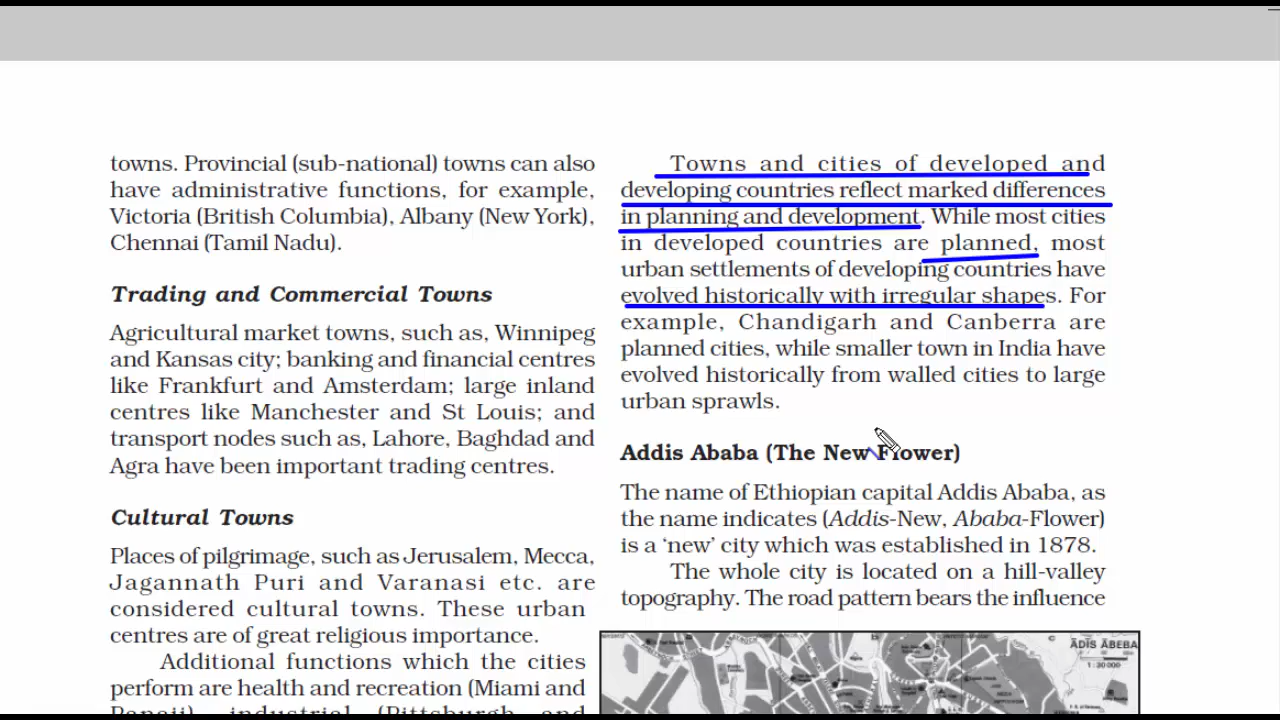 towns. Provincial (sub-national) towns can also
have administrative functions, for example,
Victoria (British Columbia), Albany (New York),
Chennai (Tamil Nadu).
Trading and Commercial Towns
Agricultural market towns, such as, Winnipeg
and Kansas city; banking and financial centres
like Frankfurt and Amsterdam; large inland
centres like Manchester and St Louis; and
transport nodes such as, Lahore, Baghdad and
Agra have been important trading centres.
Cultural Towns
Places of pilgrimage, such as Jerusalem, Mecca,
Jagannath Puri and Varanasi etc. are
considered cultural towns. These urban
centres are of great religious importance.
Additional functions which the cities
perform are health and recreation (Miami and
Panaji), industrial (Pittsburgh and
Towns and cities of developed and
developing countries reflect marked differences
in planning and development. While most cities
in developed countries are planned, most
urban settlements of developing countries have
evolved historically with irregular shapes. For
example, Chandigarh and Canberra are
planned cities, while smaller town in India have
evolved historically from walled cities to large
urban sprawls.
Addis Ababa (The New Flower)
The name of Ethiopian capital Addis Ababa, as
the name indicates (Addis-New, Ababa-Flower)
is a ‘new’ city which was established in 1878.
The whole city is located on a hill-valley
topography. The road pattern bears the influence
ĀDĪS ĀBEBA
1 : 20 000